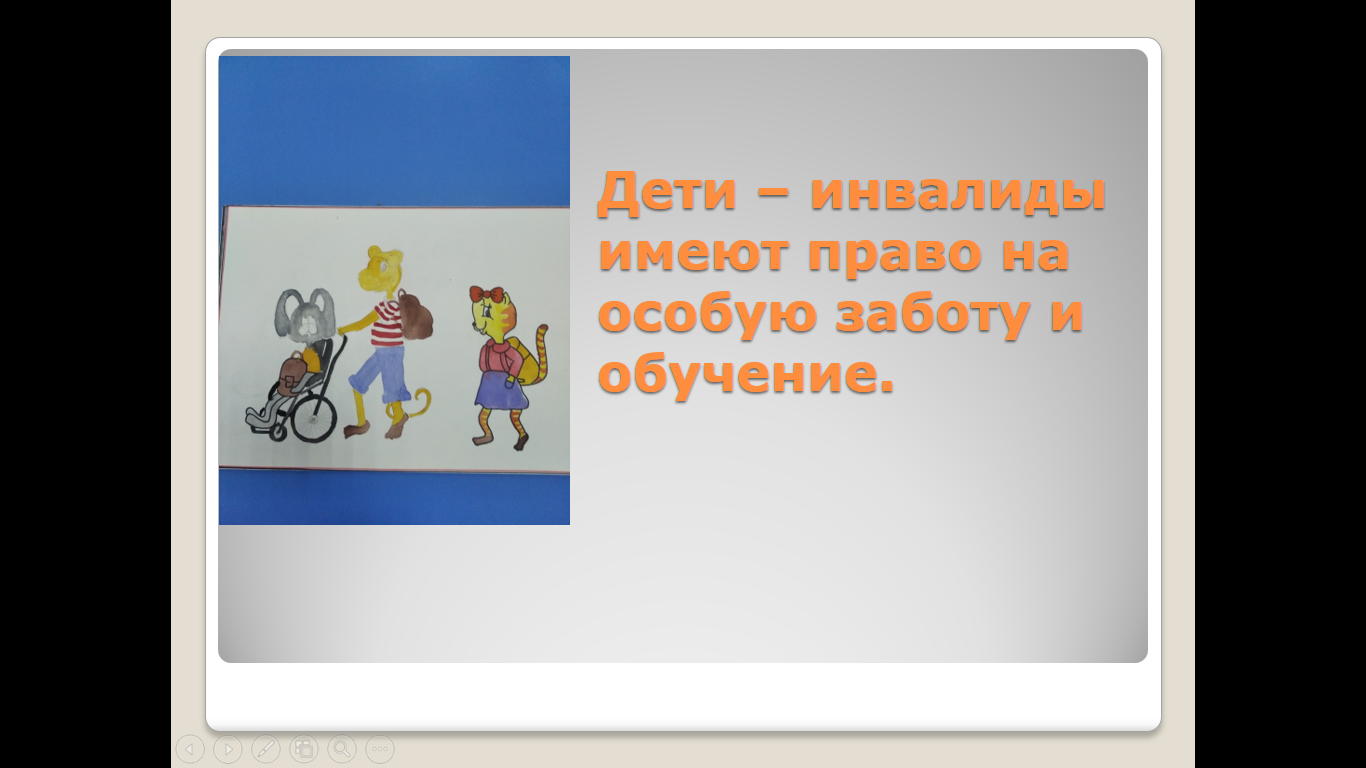 Дети – инвалиды
имеют право на
особую заботу и
обучение.